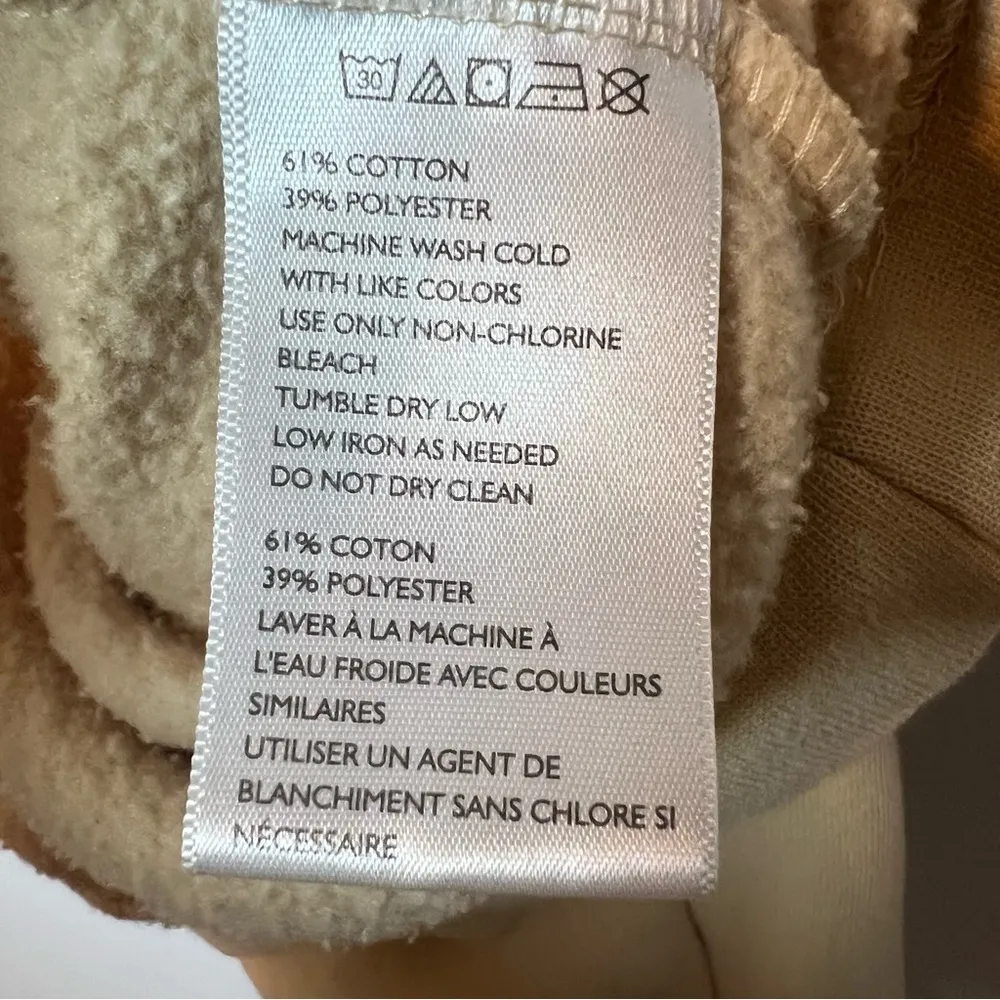 30
61% COTTON
39% POLYESTER
MACHINE WASH COLD
WITH LIKE COLORS
USE ONLY NON-CHLORINE
BLEACH
TUMBLE DRY LOW
LOW IRON AS NEEDED
DO NOT DRY CLEAN
61% COTON
39% POLYESTER
LAVER À LA MACHINE À
L'EAU FROIDE AVEC COULEURS
SIMILAIRES
UTILISER UN AGENT DE
BLANCHIMENT SANS CHLORE SI
NÉCESSAIRE